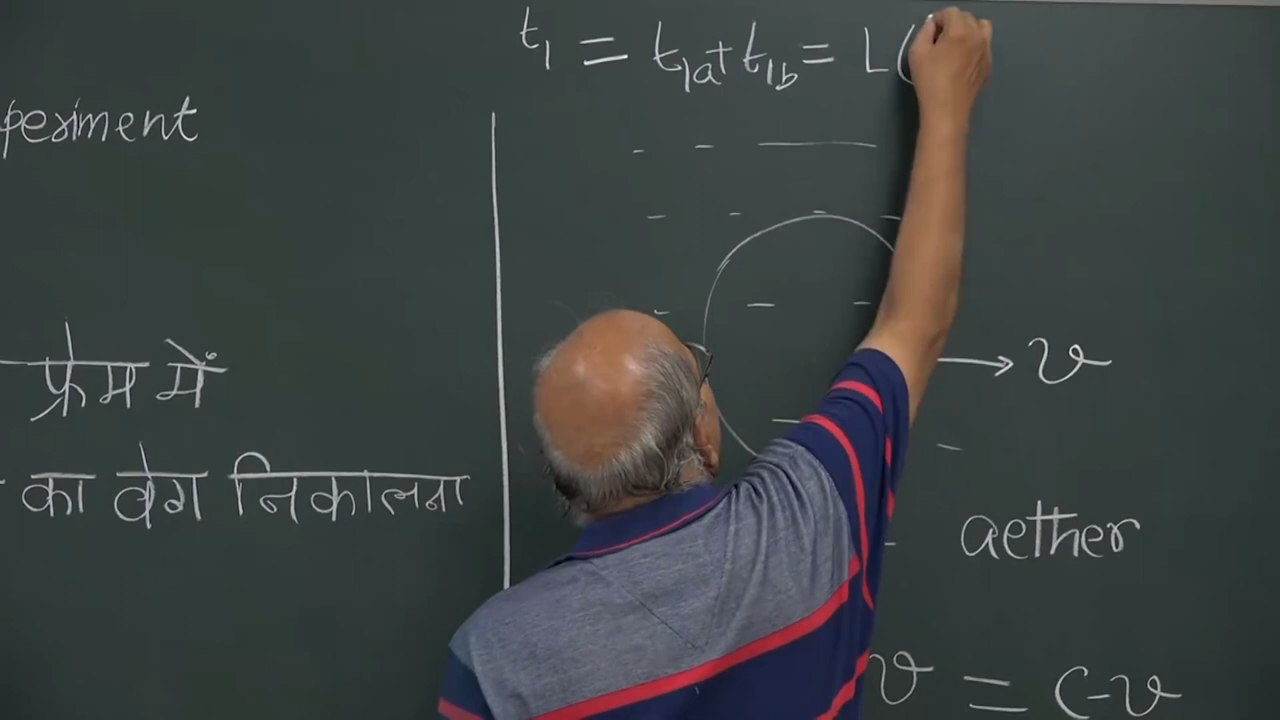 t₁ = t₁ₐ + t₁b = L(
periment
फ्रेम में
का वेग निकालना
→ v
aether
v = c-v